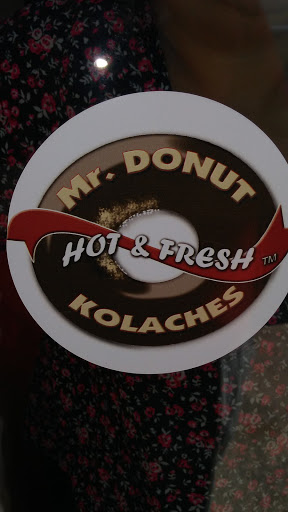 Mr. DONUT
HOT & FRESH TM
KOLACHES